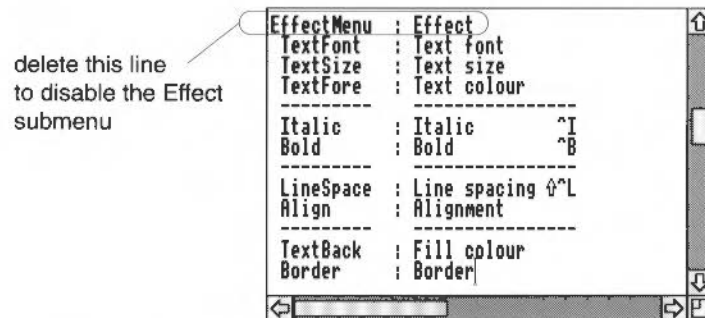 delete this line
to disable the Effect
submenu
EffectMenu : Effect
TextFont : Text font
TextSize : Text size
TextFore : Text colour
---------- -----------------
Italic : Italic ^I
Bold : Bold ^B
---------- -----------------
LineSpace : Line spacing ⇧^L
Align : Alignment
---------- -----------------
TextBack : Fill colour
Border : Border